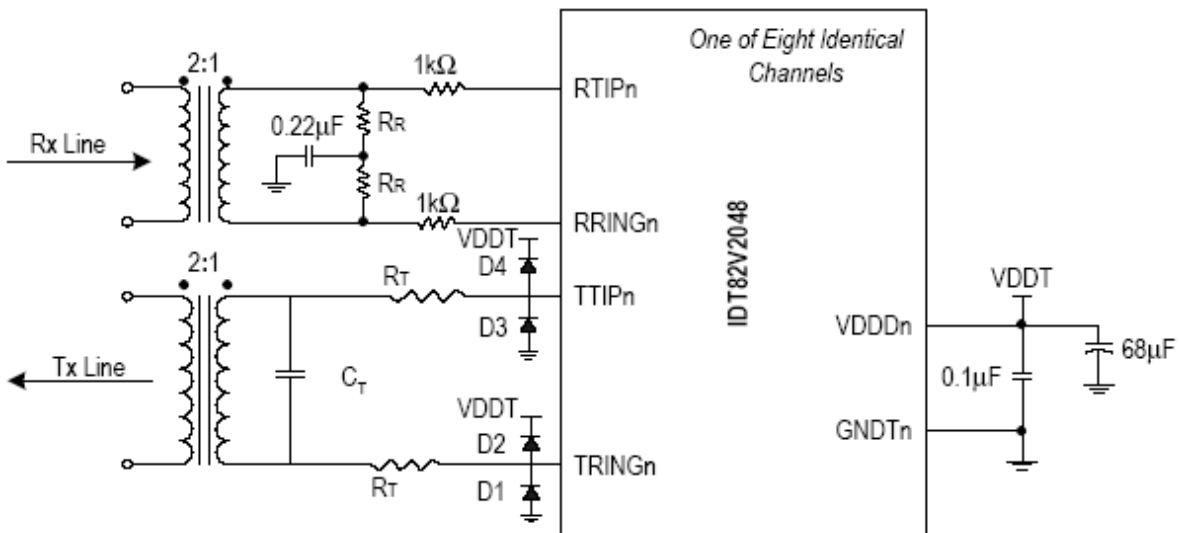 One of Eight Identical
Channels
2:1
1kΩ
RTIPn
0.22μF
RR
Rx Line
RR
1kΩ
RRINGn
VDDT
D4
2:1
RT
TTIPn
D3
IDT82V2048
VDDT
VDDDn
68μF
0.1μF
Tx Line
CT
VDDT
D2
GNDTn
TRINGn
RT
D1